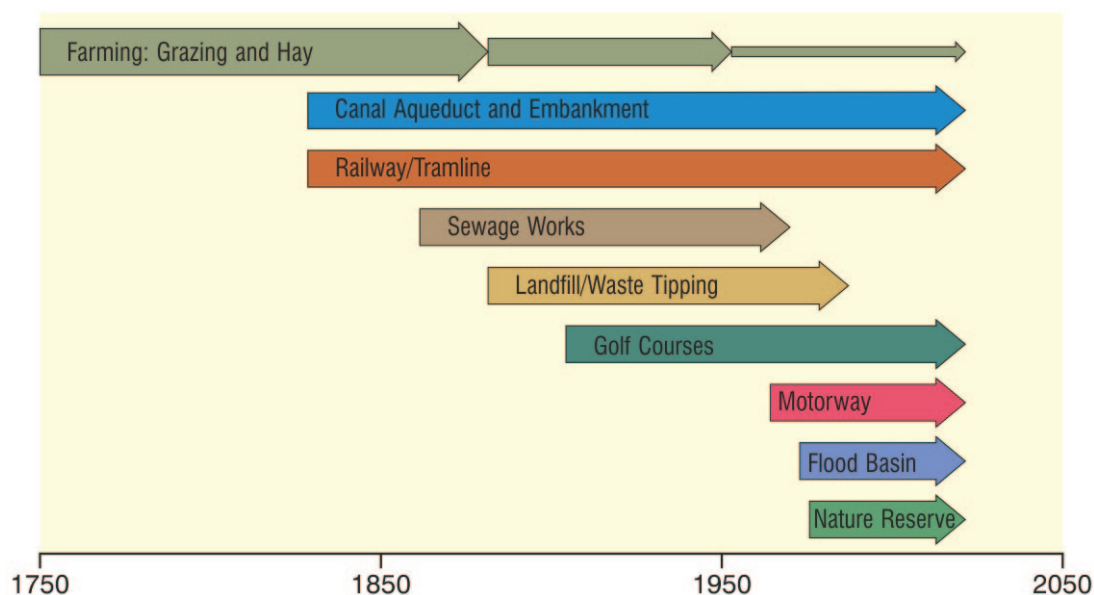 Farming: Grazing and Hay
Canal Aqueduct and Embankment
Railway/Tramline
Sewage Works
Landfill/Waste Tipping
Golf Courses
Motorway
Flood Basin
Nature Reserve
1750 1850 1950 2050